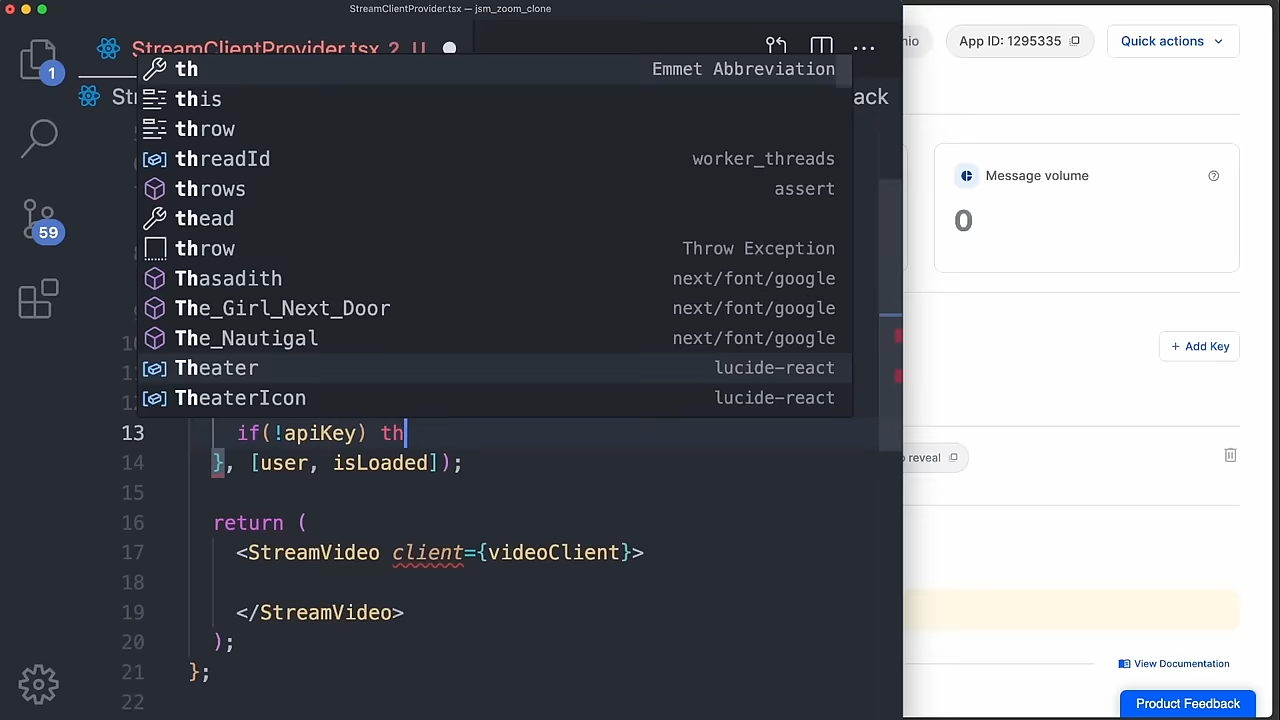 StreamClientProvider.tsx — jsm_zoom_clone
1
StreamClientProvider.tsx 2, U
App ID: 1295335
Quick actions
th Emmet Abbreviation
this
throw
threadId worker_threads
throws assert
thead
throw Throw Exception
Thasadith next/font/google
The_Girl_Next_Door next/font/google
The_Nautigal next/font/google
Theater lucide-react
TheaterIcon lucide-react
59
Message volume
0
+ Add Key
reveal
13 if(!apiKey) th
14 }, [user, isLoaded]);
15
16 return (
17 <StreamVideo client={videoClient}>
18
19 </StreamVideo>
20 );
21 };
22
View Documentation
Product Feedback